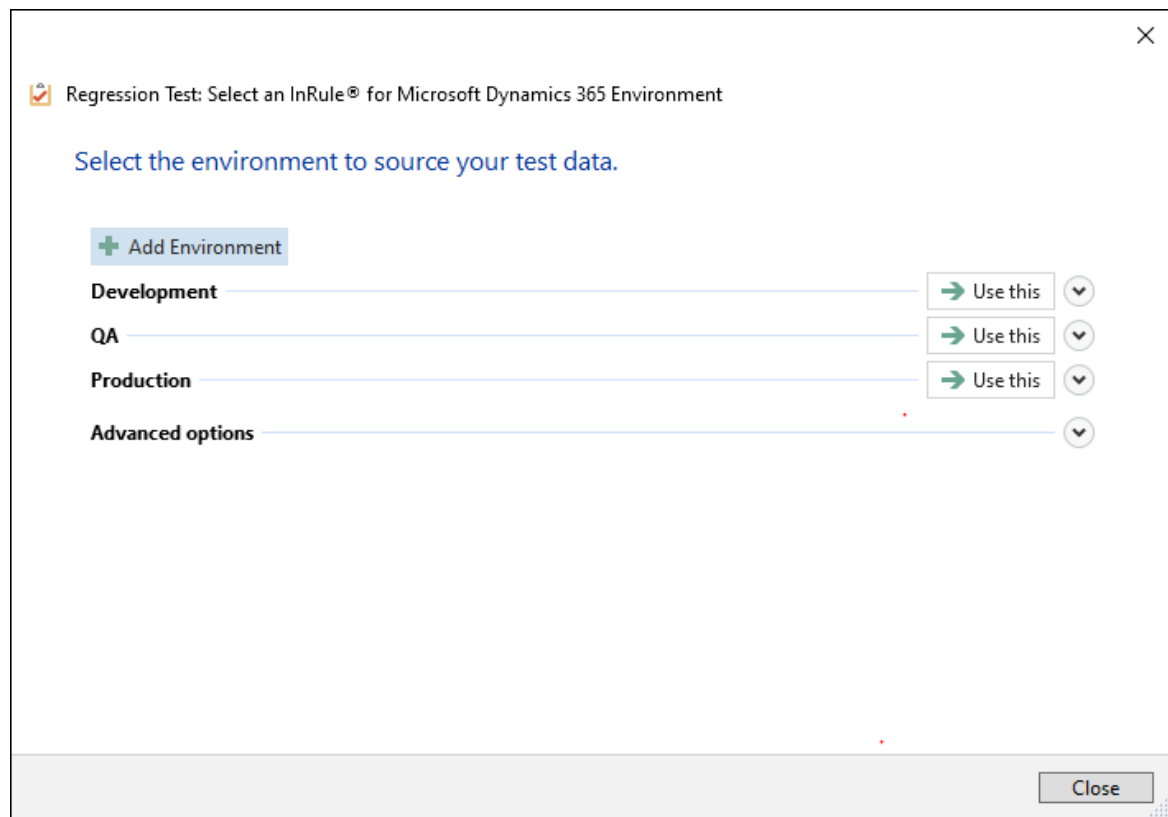 Regression Test: Select an InRule® for Microsoft Dynamics 365 Environment
Select the environment to source your test data.
Add Environment
Development Use this
QA Use this
Production Use this
Advanced options
Close